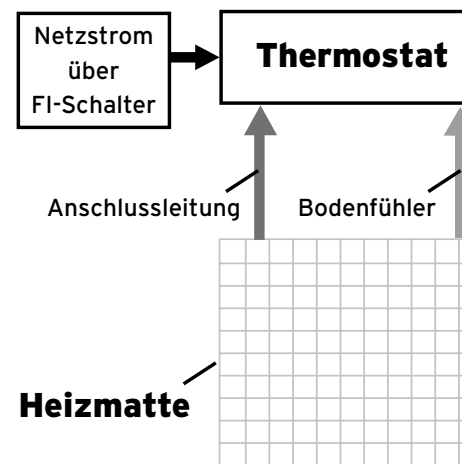 Netzstrom
über
FI-Schalter
Thermostat
Anschlussleitung
Bodenfühler
Heizmatte